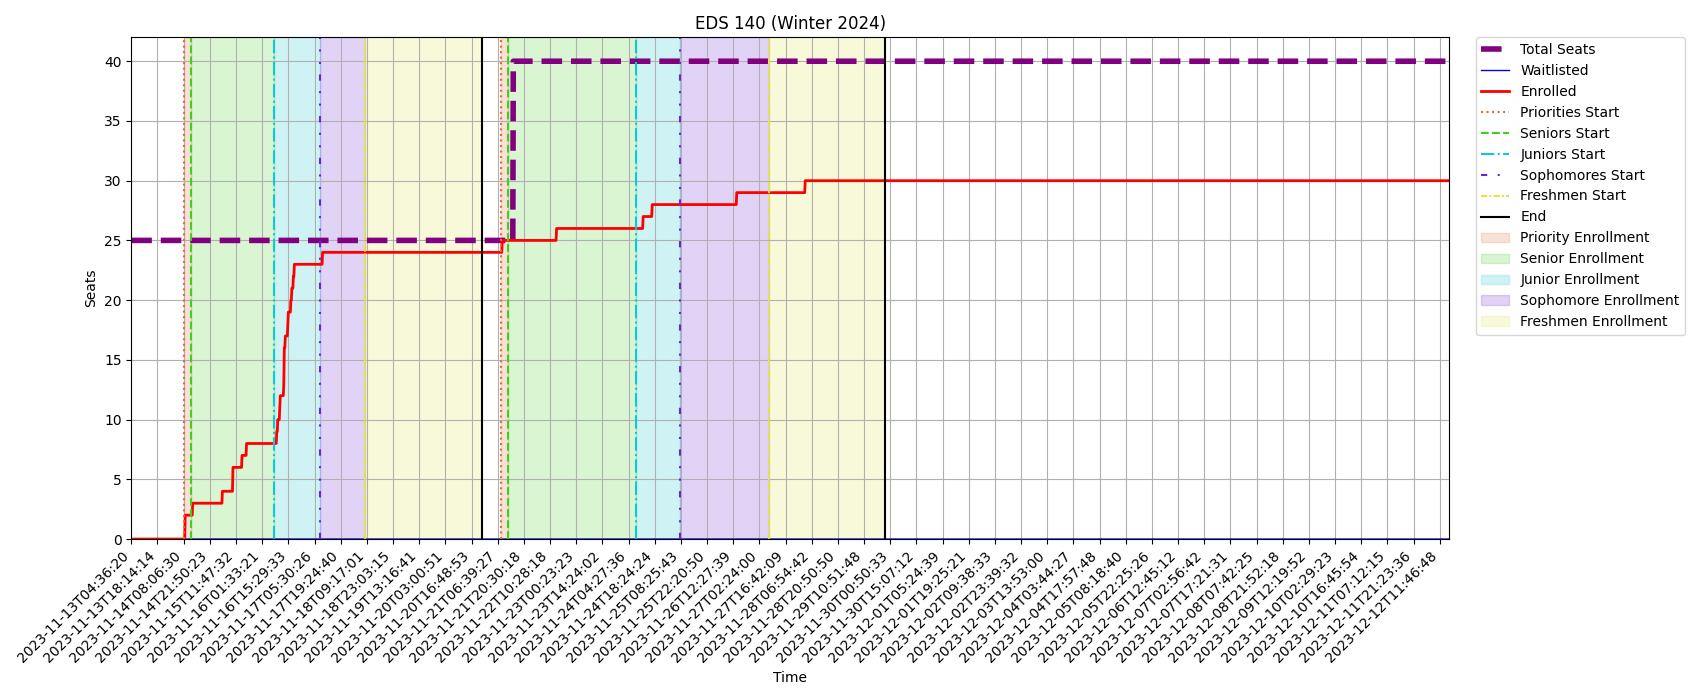 EDS 140 (Winter 2024)
40
35
30
25
20
15
10
5
0
Seats
2023-11-13T04:36:20
2023-11-13T18:14:14
2023-11-14T08:06:30
2023-11-14T21:50:23
2023-11-15T11:47:32
2023-11-16T01:33:21
2023-11-16T15:29:33
2023-11-17T05:30:26
2023-11-17T19:24:40
2023-11-18T09:17:01
2023-11-18T23:03:15
2023-11-19T13:16:41
2023-11-20T03:00:51
2023-11-20T16:48:53
2023-11-21T06:39:27
2023-11-21T20:30:18
2023-11-22T10:28:18
2023-11-23T00:23:23
2023-11-23T14:24:02
2023-11-24T04:27:36
2023-11-24T18:24:24
2023-11-25T08:25:43
2023-11-25T22:20:50
2023-11-26T12:27:39
2023-11-27T02:24:00
2023-11-27T16:42:09
2023-11-28T06:54:42
2023-11-28T20:50:50
2023-11-29T10:51:48
2023-11-30T00:50:33
2023-11-30T15:07:12
2023-12-01T05:24:39
2023-12-01T19:25:21
2023-12-02T09:38:33
2023-12-02T23:39:32
2023-12-03T13:53:00
2023-12-04T03:44:27
2023-12-04T17:57:48
2023-12-05T08:18:40
2023-12-05T22:25:26
2023-12-06T12:45:12
2023-12-07T02:56:42
2023-12-07T17:21:31
2023-12-08T07:42:25
2023-12-08T21:52:18
2023-12-09T12:19:52
2023-12-10T02:29:23
2023-12-10T16:45:54
2023-12-11T07:12:15
2023-12-11T21:23:36
2023-12-12T11:46:48
Time
Total Seats
Waitlisted
Enrolled
Priorities Start
Seniors Start
Juniors Start
Sophomores Start
Freshmen Start
End
Priority Enrollment
Senior Enrollment
Junior Enrollment
Sophomore Enrollment
Freshmen Enrollment